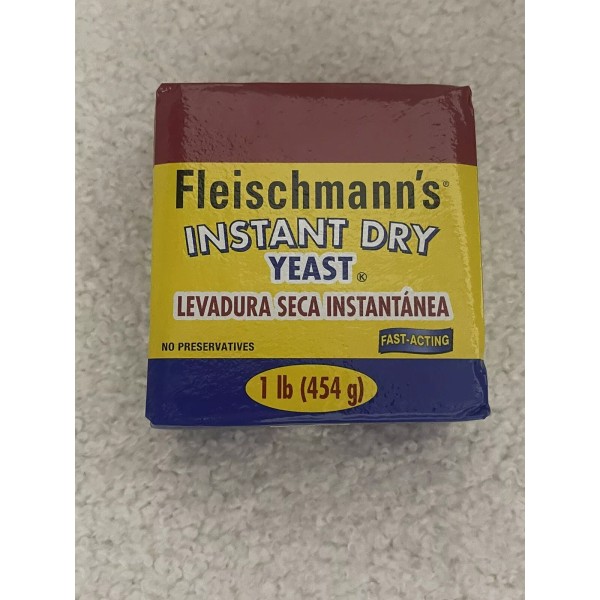 Fleischmann's®
INSTANT DRY
YEAST Ⓚ
LEVADURA SECA INSTANTÁNEA
NO PRESERVATIVES
FAST-ACTING
1 lb (454 g)